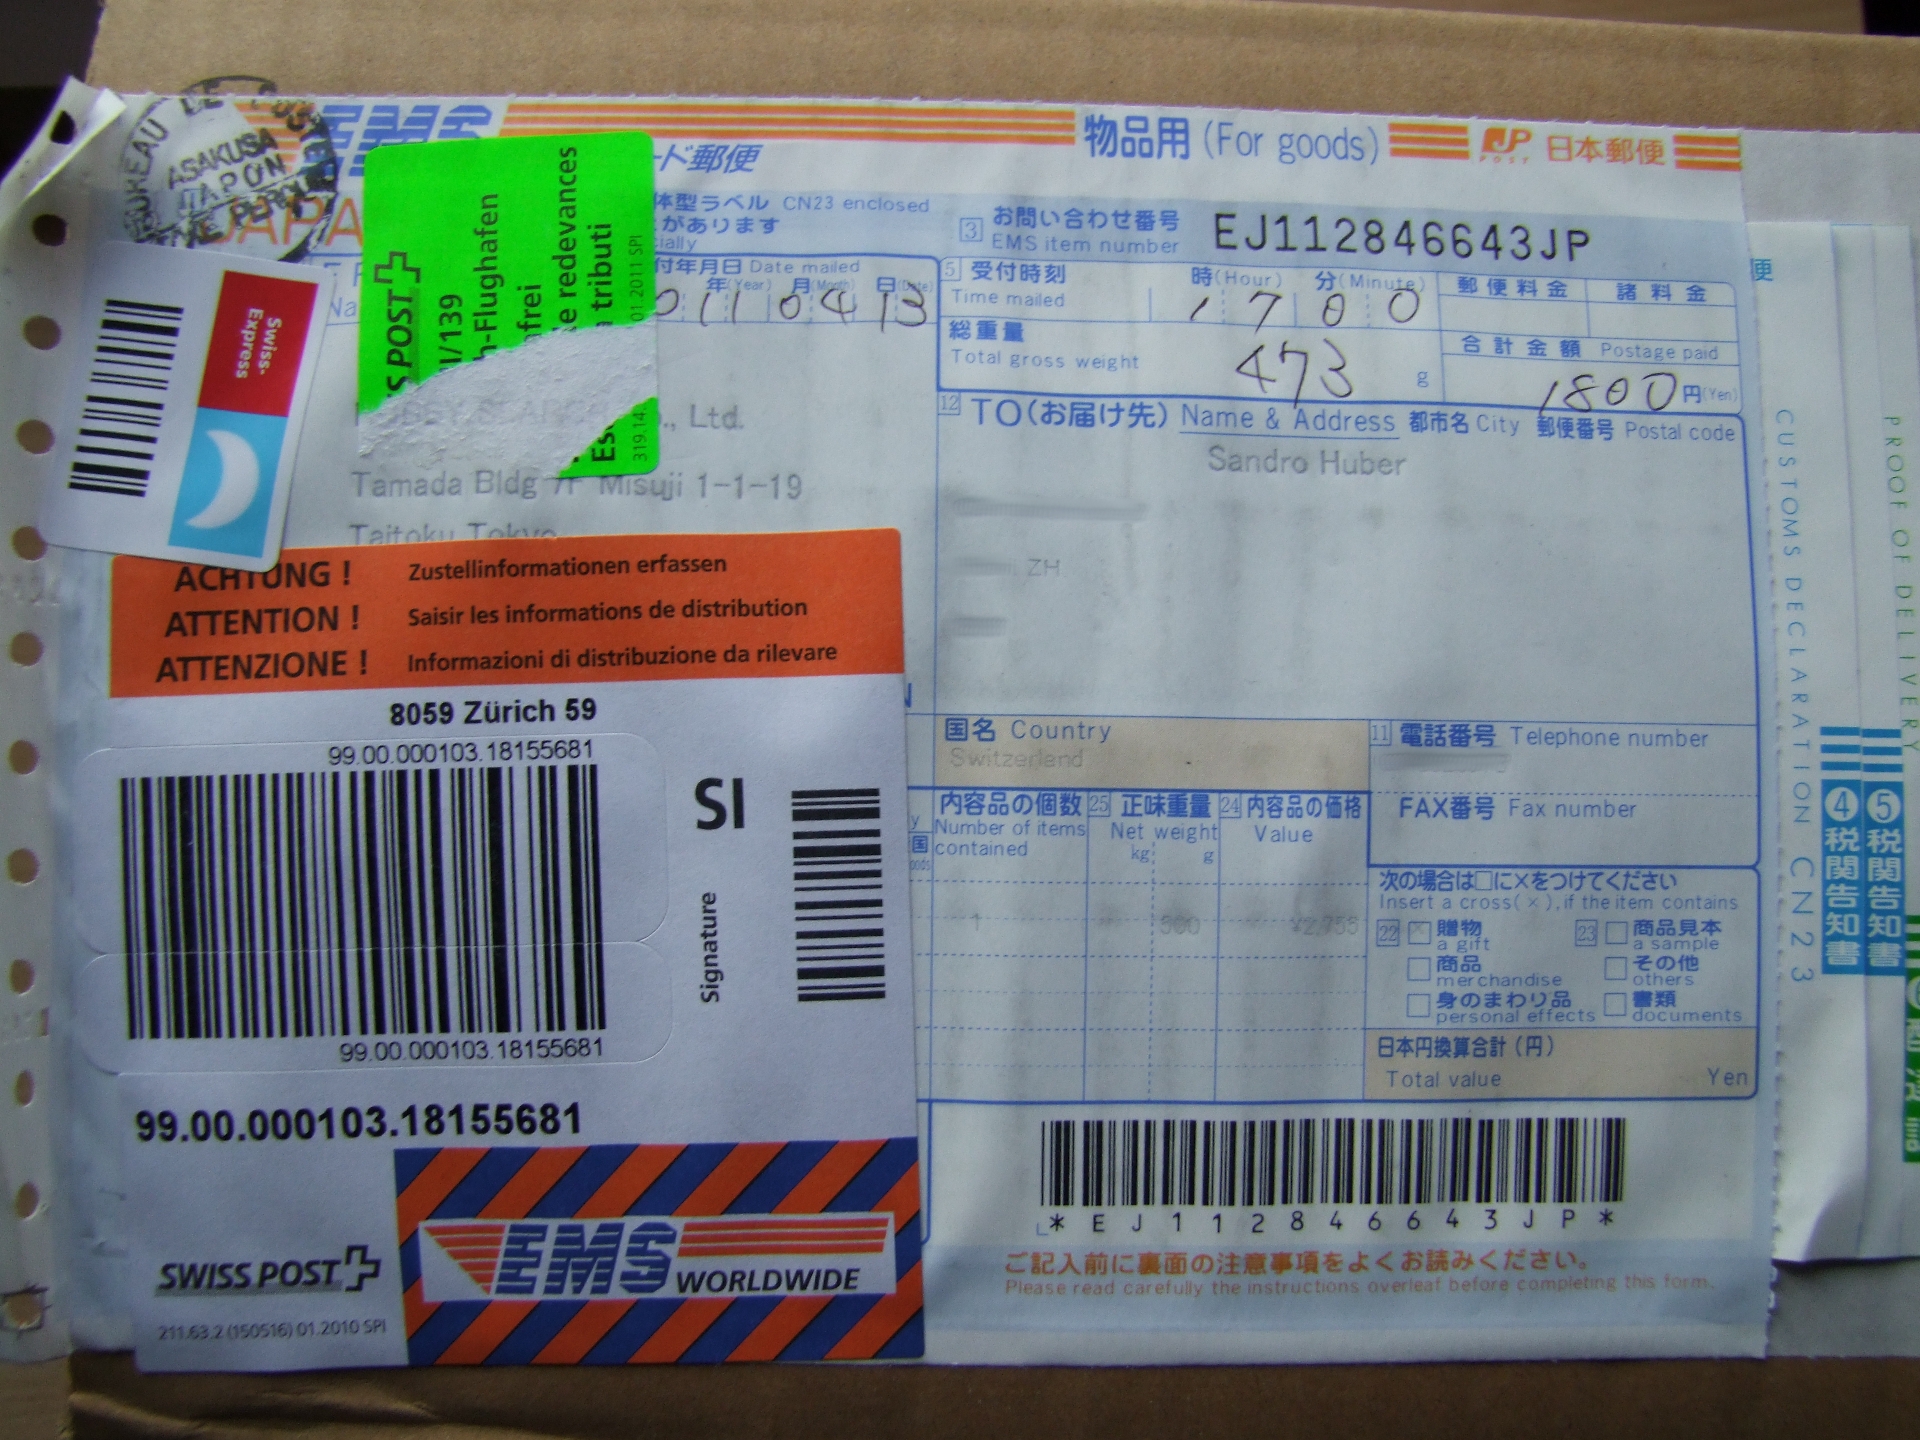 BUREAU DE POSTE
ASAKUSA
JAPON
EMS
物品用 (For goods)
JP POST 日本郵便
ード郵便
体型ラベル CN23 enclosed
があります
cially
3 お問い合わせ番号
EMS item number
EJ112846643JP
付年月日 Date mailed
年(Year) 月(Month) 日(Date)
011 04 13
5 受付時刻
Time mailed
時(Hour) 分(Minute)
1 7 0 0
郵便料金 諸料金
総重量
Total gross weight
473 g
合計金額 Postage paid
1800 円(Yen)
SWISS POST
/139
h-Flughafen
frei
redevances
tributi
01 2011 SPI
319.14.
Swiss-
Express
Co., Ltd.
Tamada Bldg 7F Misuji 1-1-19
Taitoku Tokyo
12 TO(お届け先) Name & Address 都市名 City 郵便番号 Postal code
Sandro Huber
ZH
ACHTUNG ! Zustellinformationen erfassen
ATTENTION ! Saisir les informations de distribution
ATTENZIONE ! Informazioni di distribuzione da rilevare
8059 Zürich 59
99.00.000103.18155681
SI
Signature
99.00.000103.18155681
99.00.000103.18155681
SWISS POST
EMS WORLDWIDE
211.63.2 (150516) 01.2010 SPI
国名 Country
Switzerland
11 電話番号 Telephone number
FAX番号 Fax number
内容品の個数
Number of items
contained
25 正味重量
Net weight
kg g
24 内容品の価格
Value
1 500 ¥2,755
次の場合は□に×をつけてください
Insert a cross(×),if the item contains
22 贈物
a gift
23 商品見本
a sample
商品
merchandise
その他
others
身のまわり品
personal effects
書類
documents
日本円換算合計(円)
Total value Yen
*EJ112846643JP*
ご記入前に裏面の注意事項をよくお読みください。
Please read carefully the instructions overleaf before completing this form.
便
CUSTOMS DECLARATION CN23
④税関告知書
PROOF OF DELIVERY
⑤税関告知書